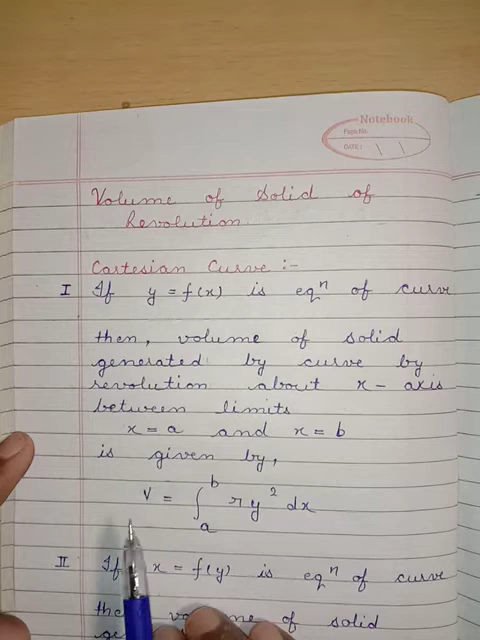 Notebook
Page No.
DATE: \ \
Volume of Solid of
Revolution
Cartesian Curve :-
I If y = f(x) is eqⁿ of curve
then, volume of solid
generated by curve by
revolution about x - axis
between limits
x = a and x = b
is given by,
V = ∫ₐᵇ πy² dx
II If x = f(y) is eqⁿ of curve
of solid